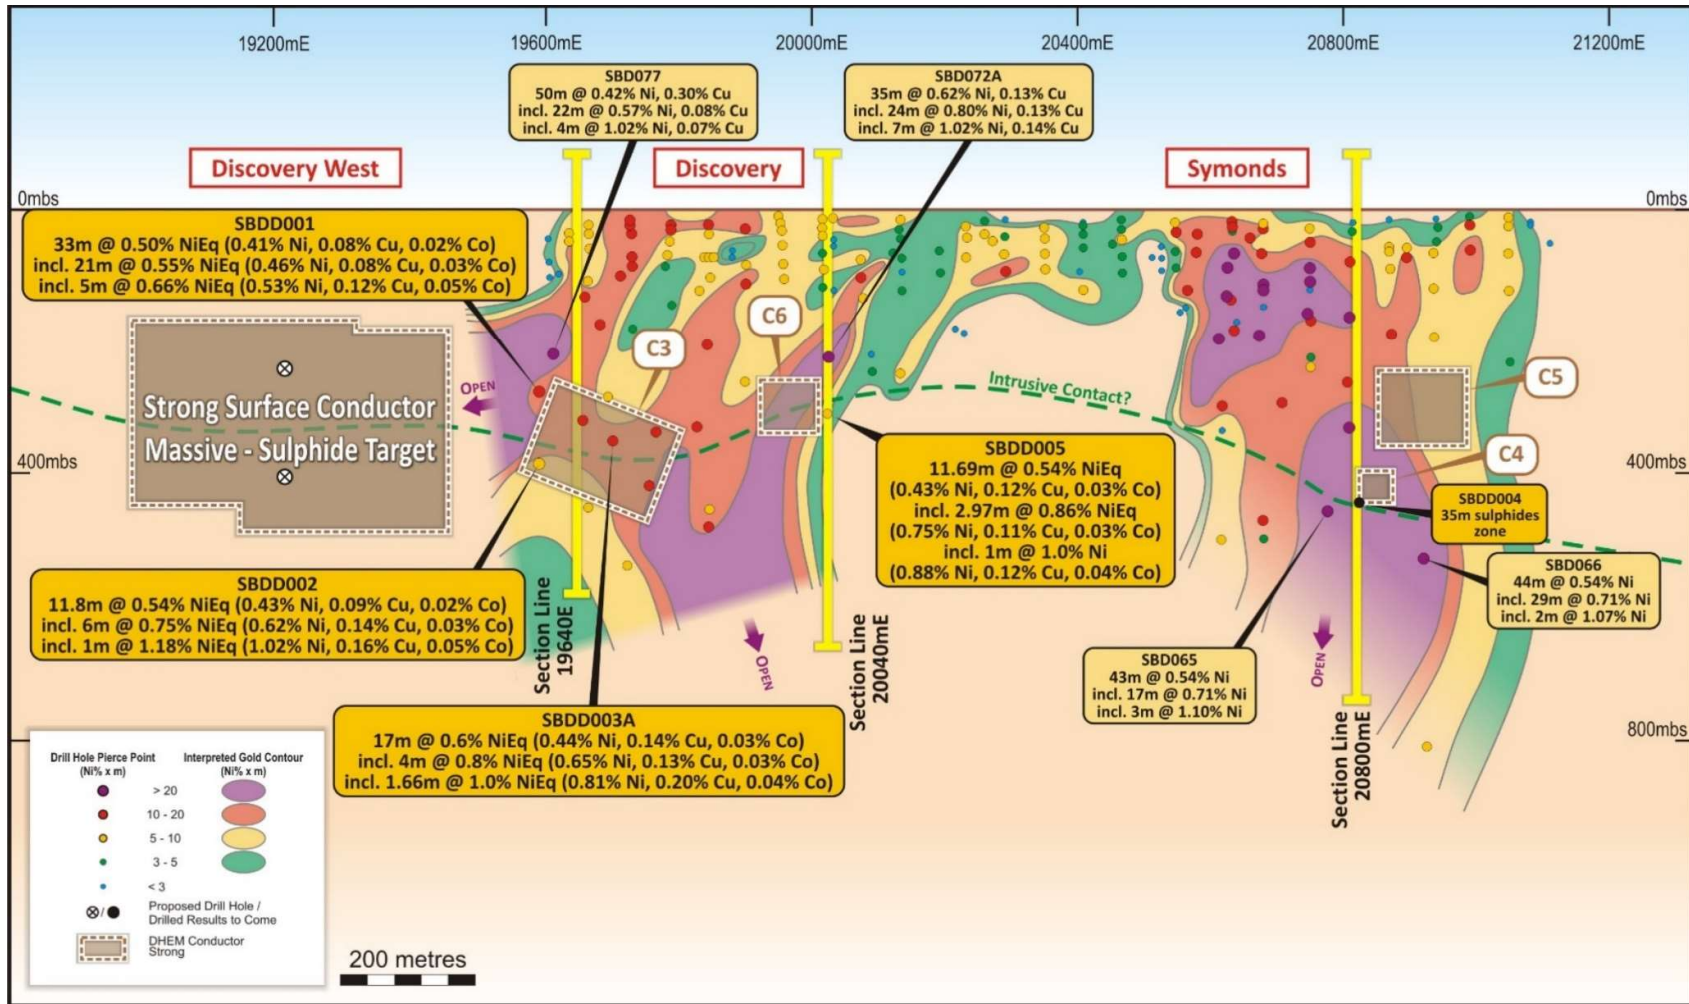 19200mE
19600mE
20000mE
20400mE
20800mE
21200mE
SBD077
50m @ 0.42% Ni, 0.30% Cu
incl. 22m @ 0.57% Ni, 0.08% Cu
incl. 4m @ 1.02% Ni, 0.07% Cu
SBD072A
35m @ 0.62% Ni, 0.13% Cu
incl. 24m @ 0.80% Ni, 0.13% Cu
incl. 7m @ 1.02% Ni, 0.14% Cu
Discovery West
Discovery
Symonds
0mbs
0mbs
SBDD001
33m @ 0.50% NiEq (0.41% Ni, 0.08% Cu, 0.02% Co)
incl. 21m @ 0.55% NiEq (0.46% Ni, 0.08% Cu, 0.03% Co)
incl. 5m @ 0.66% NiEq (0.53% Ni, 0.12% Cu, 0.05% Co)
C6
C3
Strong Surface Conductor
Massive - Sulphide Target
OPEN
Intrusive Contact?
C5
C4
400mbs
400mbs
SBDD005
11.69m @ 0.54% NiEq
(0.43% Ni, 0.12% Cu, 0.03% Co)
incl. 2.97m @ 0.86% NiEq
(0.75% Ni, 0.11% Cu, 0.03% Co)
incl. 1m @ 1.0% Ni
(0.88% Ni, 0.12% Cu, 0.04% Co)
SBDD004
35m sulphides
zone
SBD066
44m @ 0.54% Ni
incl. 29m @ 0.71% Ni
incl. 2m @ 1.07% Ni
SBDD002
11.8m @ 0.54% NiEq (0.43% Ni, 0.09% Cu, 0.02% Co)
incl. 6m @ 0.75% NiEq (0.62% Ni, 0.14% Cu, 0.03% Co)
incl. 1m @ 1.18% NiEq (1.02% Ni, 0.16% Cu, 0.05% Co)
Section Line
19640E
OPEN
Section Line
20040mE
SBD065
43m @ 0.54% Ni
incl. 17m @ 0.71% Ni
incl. 3m @ 1.10% Ni
OPEN
Section Line
20800mE
SBDD003A
17m @ 0.6% NiEq (0.44% Ni, 0.14% Cu, 0.03% Co)
incl. 4m @ 0.8% NiEq (0.65% Ni, 0.13% Cu, 0.03% Co)
incl. 1.66m @ 1.0% NiEq (0.81% Ni, 0.20% Cu, 0.04% Co)
800mbs
Drill Hole Pierce Point
(Ni% x m)
Interpreted Gold Contour
(Ni% x m)
> 20
10 - 20
5 - 10
3 - 5
< 3
Proposed Drill Hole /
Drilled Results to Come
DHEM Conductor
Strong
200 metres